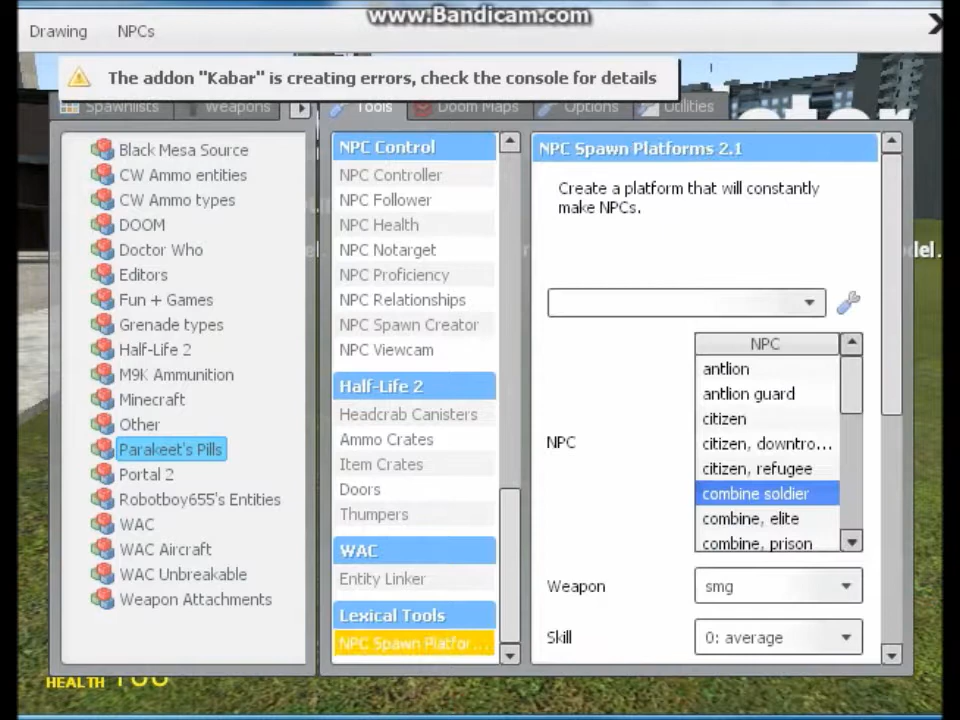 www.Bandicam.com
Drawing NPCs
The addon "Kabar" is creating errors, check the console for details
Spawnlists Weapons Tools Doom Maps Options Utilities
Black Mesa Source
CW Ammo entities
CW Ammo types
DOOM
Doctor Who
Editors
Fun + Games
Grenade types
Half-Life 2
M9K Ammunition
Minecraft
Other
Parakeet's Pills
Portal 2
Robotboy655's Entities
WAC
WAC Aircraft
WAC Unbreakable
Weapon Attachments
NPC Control
NPC Controller
NPC Follower
NPC Health
NPC Notarget
NPC Proficiency
NPC Relationships
NPC Spawn Creator
NPC Viewcam
Half-Life 2
Headcrab Canisters
Ammo Crates
Item Crates
Doors
Thumpers
WAC
Entity Linker
Lexical Tools
NPC Spawn Platfor...
NPC Spawn Platforms 2.1
Create a platform that will constantly
make NPCs.
NPC
antlion
antlion guard
citizen
citizen, downtro...
citizen, refugee
combine soldier
combine, elite
combine, prison
NPC
Weapon smg
Skill 0: average
del.
HEALTH 100